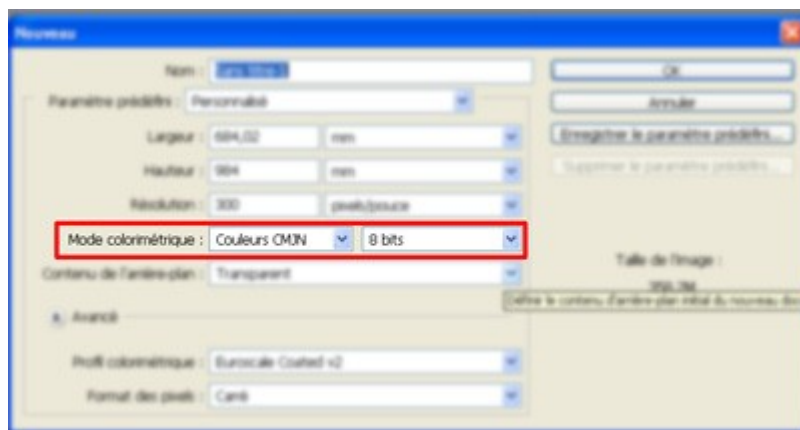 Nouveau
Nom :
OK
Paramètre prédéfini : Personnalisé
Annuler
Largeur : 684,02 mm
Enregistrer le paramètre prédéfini...
Hauteur : 984 mm
Supprimer le paramètre prédéfini...
Résolution : 300 pixels/pouce
Mode colorimétrique : Couleurs CMJN 8 bits
Taille de l'image :
Contenu de l'arrière-plan : Transparent
Définir le contenu d'arrière-plan initial du nouveau doc
Avancé
Profil colorimétrique : Euroscale Coated v2
Format des pixels : Carré